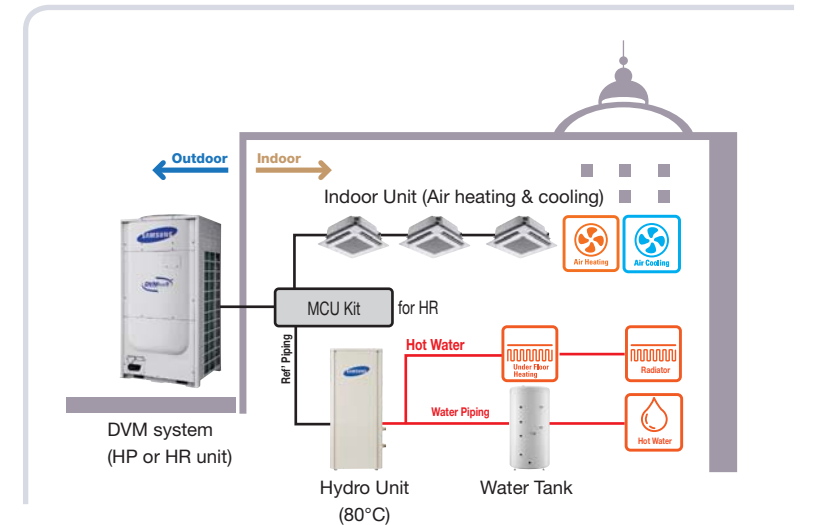 Outdoor
Indoor
Indoor Unit (Air heating & cooling)
SAMSUNG
Air Heating
Air Cooling
MCU Kit
for HR
Ref' Piping
Hot Water
Under Floor
Heating
Radiator
SAMSUNG
Water Piping
Hot Water
DVM system
(HP or HR unit)
Hydro Unit
(80°C)
Water Tank